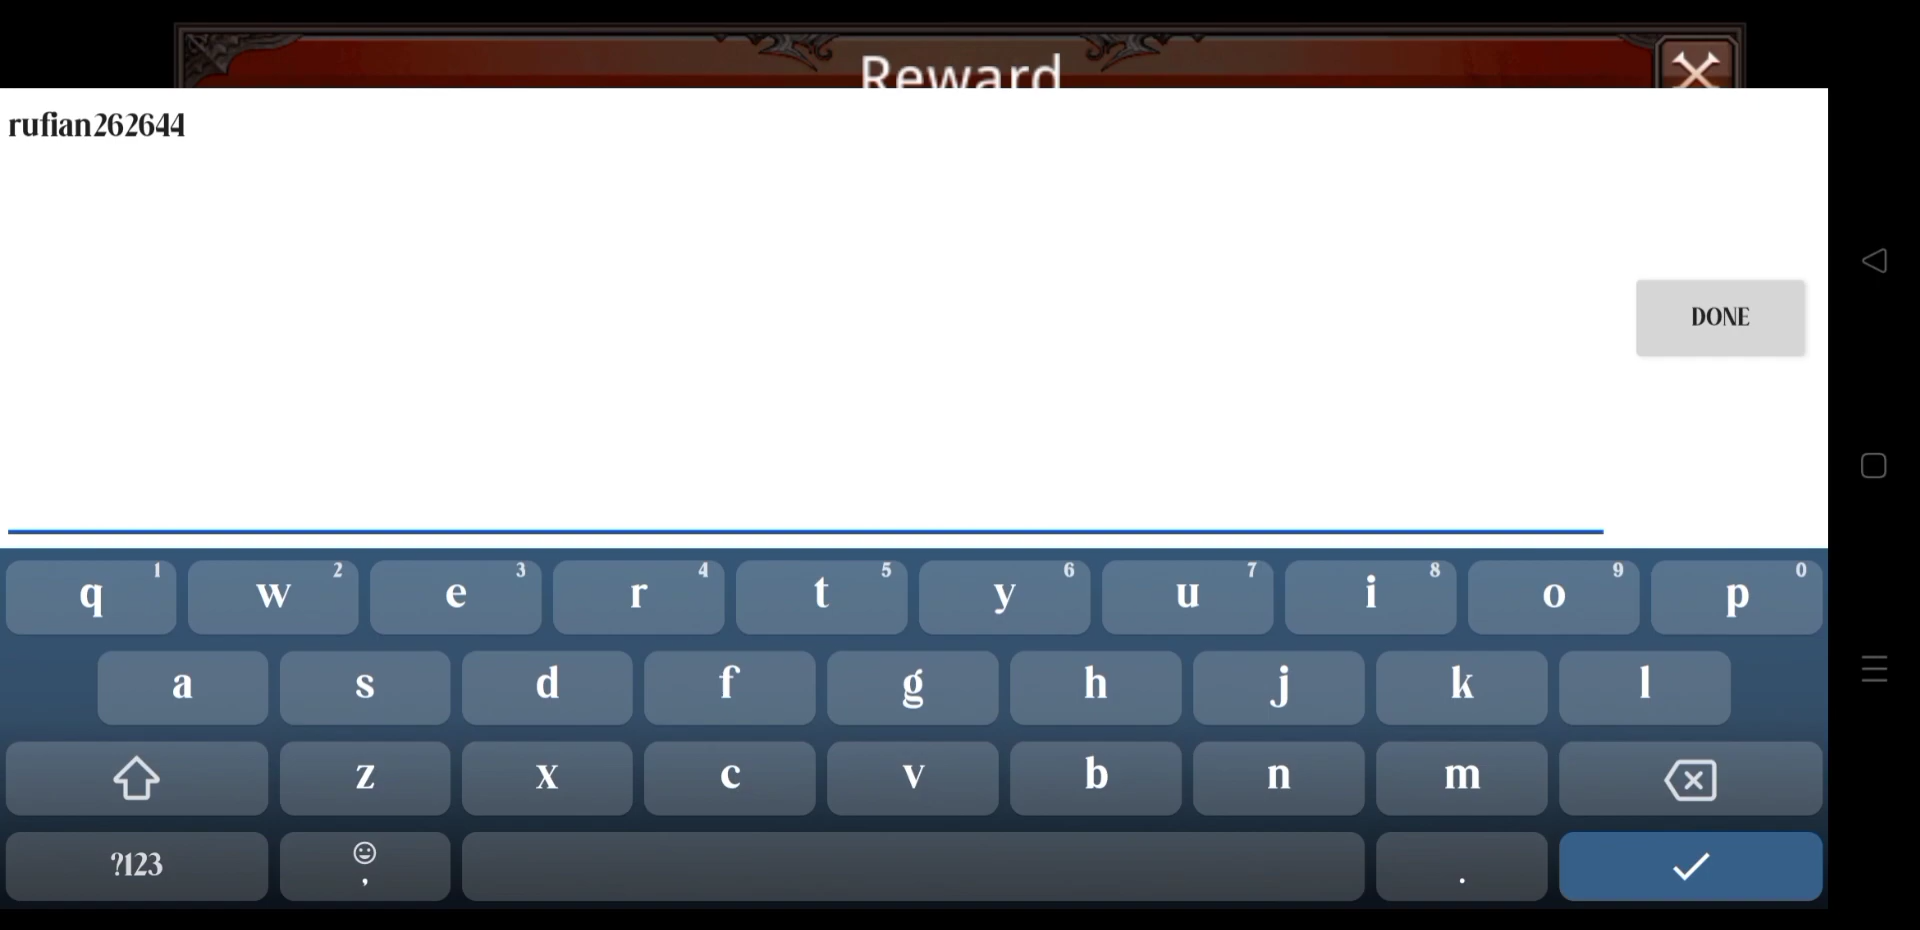 Reward
rufian262644
DONE
q 1 w 2 e 3 r 4 t 5 y 6 u 7 i 8 o 9 p 0
a s d f g h j k l
z x c v b n m
?123 , .